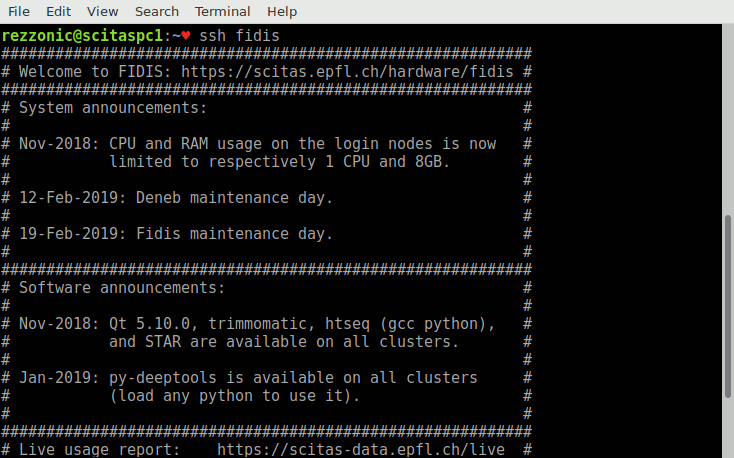 File Edit View Search Terminal Help
rezzonic@scitaspc1:~♥ ssh fidis
###########################################################
# Welcome to FIDIS: https://scitas.epfl.ch/hardware/fidis #
###########################################################
# System announcements:                                   #
#                                                         #
# Nov-2018: CPU and RAM usage on the login nodes is now   #
#           limited to respectively 1 CPU and 8GB.        #
#                                                         #
# 12-Feb-2019: Deneb maintenance day.                     #
#                                                         #
# 19-Feb-2019: Fidis maintenance day.                     #
#                                                         #
###########################################################
# Software announcements:                                 #
#                                                         #
# Nov-2018: Qt 5.10.0, trimmomatic, htseq (gcc python),   #
#           and STAR are available on all clusters.       #
#                                                         #
# Jan-2019: py-deeptools is available on all clusters     #
#           (load any python to use it).                  #
#                                                         #
###########################################################
# Live usage report:    https://scitas-data.epfl.ch/live  #